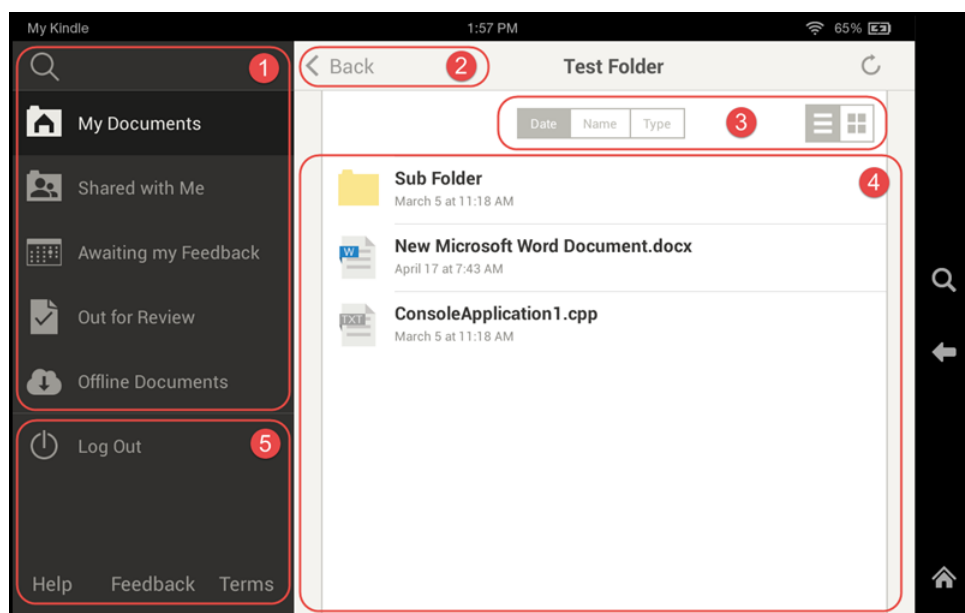 My Kindle 1:57 PM 65%
1
My Documents
Shared with Me
Awaiting my Feedback
Out for Review
Offline Documents
5
Log Out
Help Feedback Terms
Back 2 Test Folder
Date Name Type 3
4
Sub Folder
March 5 at 11:18 AM
W
New Microsoft Word Document.docx
April 17 at 7:43 AM
TXT
ConsoleApplication1.cpp
March 5 at 11:18 AM